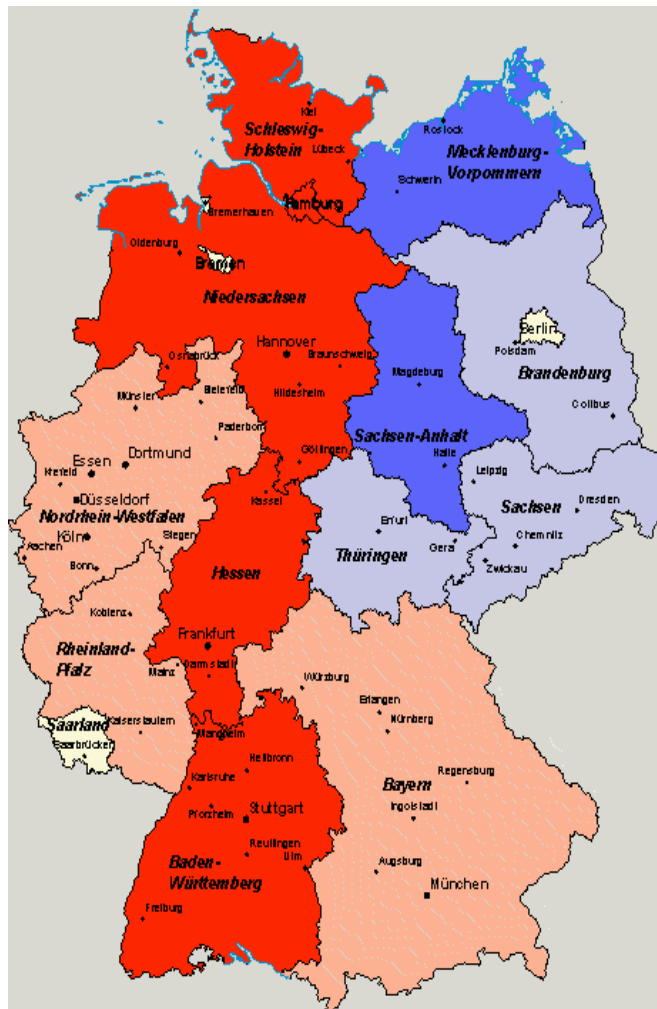 Kiel
Schleswig-
Holstein
Lübeck
Rostock
Mecklenburg-
Vorpommern
Schwerin
Hamburg
Bremerhaven
Oldenburg
Bremen
Niedersachsen
Berlin
Potsdam
Brandenburg
Cottbus
Hannover
Braunschweig
Osnabrück
Hildesheim
Magdeburg
Münster
Bielefeld
Paderborn
Sachsen-Anhalt
Halle
Göttingen
Dortmund
Essen
Krefeld
Düsseldorf
Nordrhein-Westfalen
Köln
Aachen
Bonn
Siegen
Kassel
Leipzig
Sachsen
Dresden
Chemnitz
Zwickau
Erfurt
Gera
Thüringen
Hessen
Koblenz
Rheinland-
Pfalz
Frankfurt
Mainz
Darmstadt
Würzburg
Erlangen
Nürnberg
Saarland
Saarbrücken
Kaiserslautern
Mannheim
Heilbronn
Karlsruhe
Pforzheim
Stuttgart
Reutlingen
Ulm
Baden-
Württemberg
Freiburg
Regensburg
Bayern
Ingolstadt
Augsburg
München